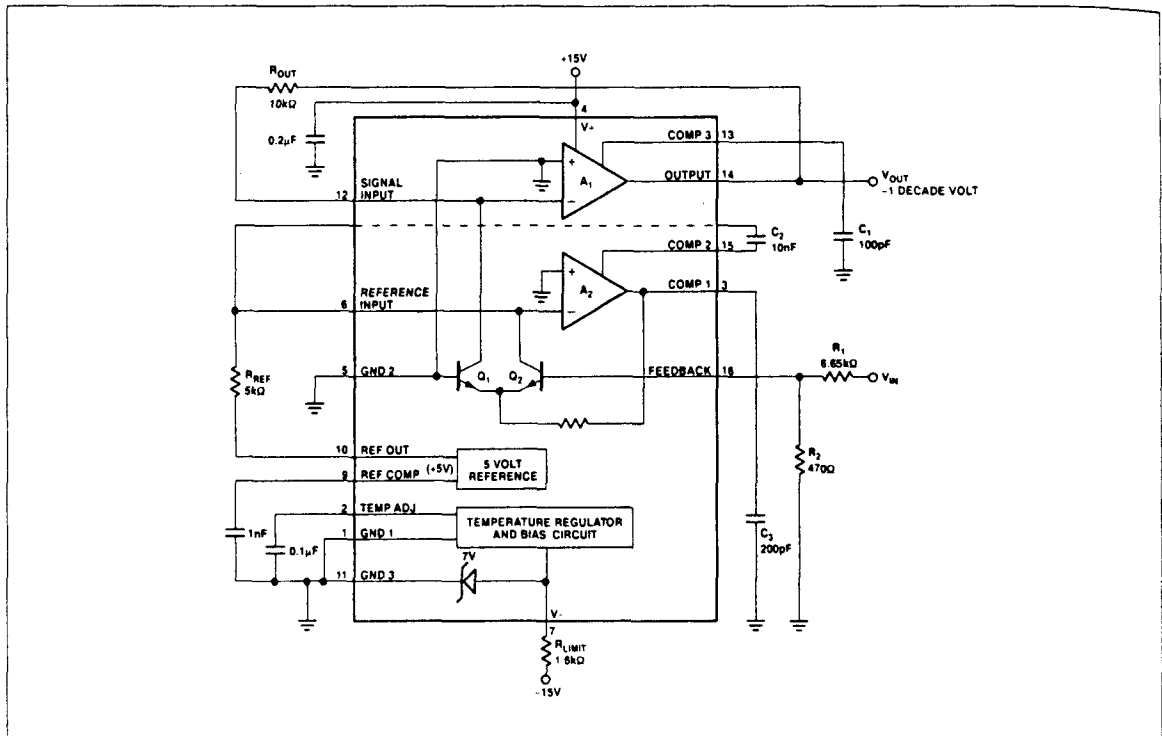 +15V
R_OUT
10kΩ
4
V+
0.2μF
COMP 3 13
+
A1
−
OUTPUT 14
V_OUT
-1 DECADE VOLT
SIGNAL
12 INPUT
C2
10nF
COMP 2 15
C1
100pF
+
A2
−
COMP 1 3
REFERENCE
6 INPUT
R_REF
5kΩ
5 GND 2
Q1 Q2
FEEDBACK 16
R1
6.65kΩ
V_IN
10 REF OUT
9 REF COMP (+5V)
5 VOLT
REFERENCE
R2
470Ω
2 TEMP ADJ
1 GND 1
TEMPERATURE REGULATOR
AND BIAS CIRCUIT
1nF
0.1μF
7V
11 GND 3
C3
200pF
V-
7
R_LIMIT
1 6kΩ
-15V